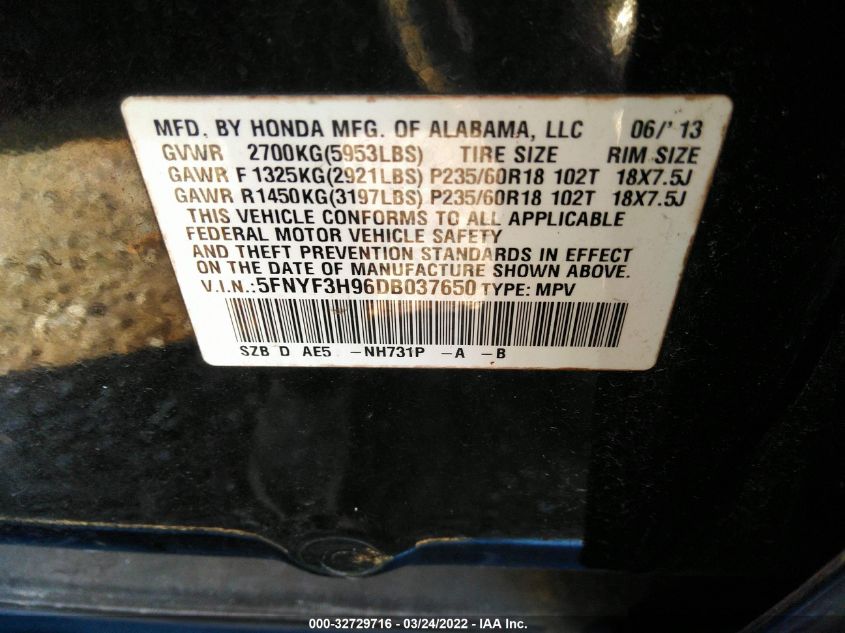 MFD. BY HONDA MFG. OF ALABAMA, LLC 06/' 13
GVWR 2700KG(5953LBS) TIRE SIZE RIM SIZE
GAWR F 1325KG(2921LBS) P235/60R18 102T 18X7.5J
GAWR R1450KG(3197LBS) P235/60R18 102T 18X7.5J
THIS VEHICLE CONFORMS TO ALL APPLICABLE
FEDERAL MOTOR VEHICLE SAFETY
AND THEFT PREVENTION STANDARDS IN EFFECT
ON THE DATE OF MANUFACTURE SHOWN ABOVE.
V.I.N.:5FNYF3H96DB037650 TYPE: MPV
SZB D AE5 -NH731P -A -B
000-32729716 - 03/24/2022 - IAA Inc.